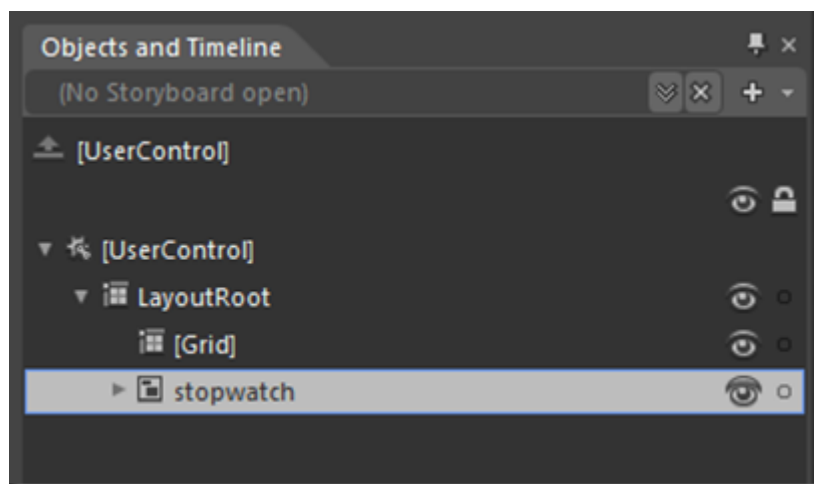 Objects and Timeline
(No Storyboard open)
[UserControl]
[UserControl]
LayoutRoot
[Grid]
stopwatch